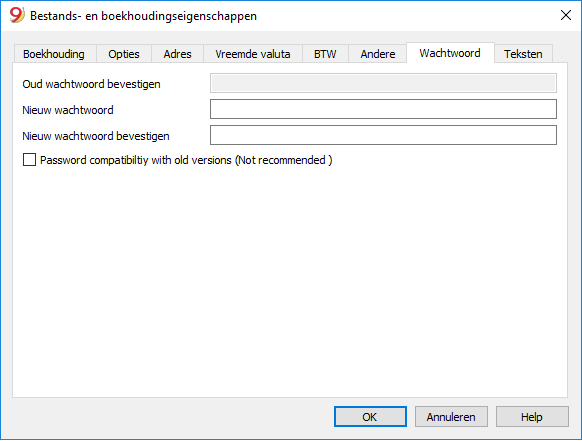 9 Bestands- en boekhoudingseigenschappen
Boekhouding Opties Adres Vreemde valuta BTW Andere Wachtwoord Teksten
Oud wachtwoord bevestigen
Nieuw wachtwoord
Nieuw wachtwoord bevestigen
Password compatibiltiy with old versions (Not recommended )
OK Annuleren Help